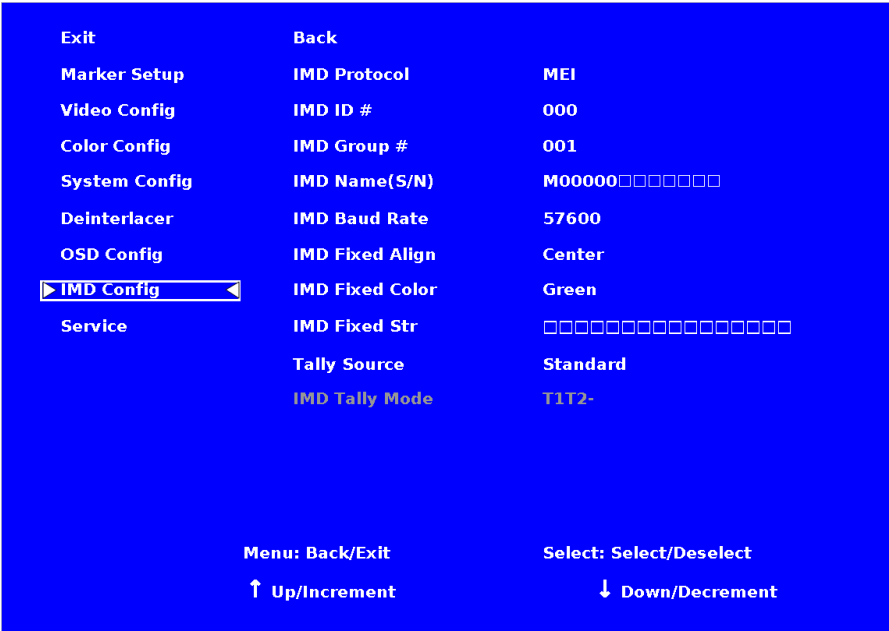 Exit Back
Marker Setup IMD Protocol MEI
Video Config IMD ID # 000
Color Config IMD Group # 001
System Config IMD Name(S/N) M00000□□□□□□□
Deinterlacer IMD Baud Rate 57600
OSD Config IMD Fixed Align Center
IMD Config IMD Fixed Color Green
Service IMD Fixed Str □□□□□□□□□□□□□□□□
Tally Source Standard
IMD Tally Mode T1T2-
Menu: Back/Exit Select: Select/Deselect
↑ Up/Increment ↓ Down/Decrement